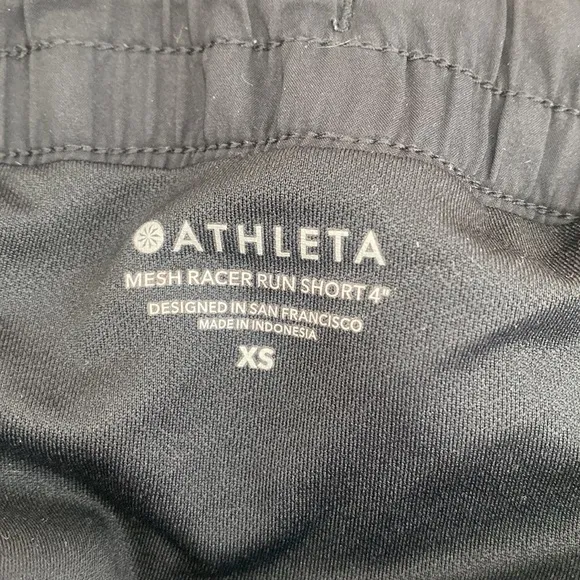 ATHLETA
MESH RACER RUN SHORT 4"
DESIGNED IN SAN FRANCISCO
MADE IN INDONESIA
XS